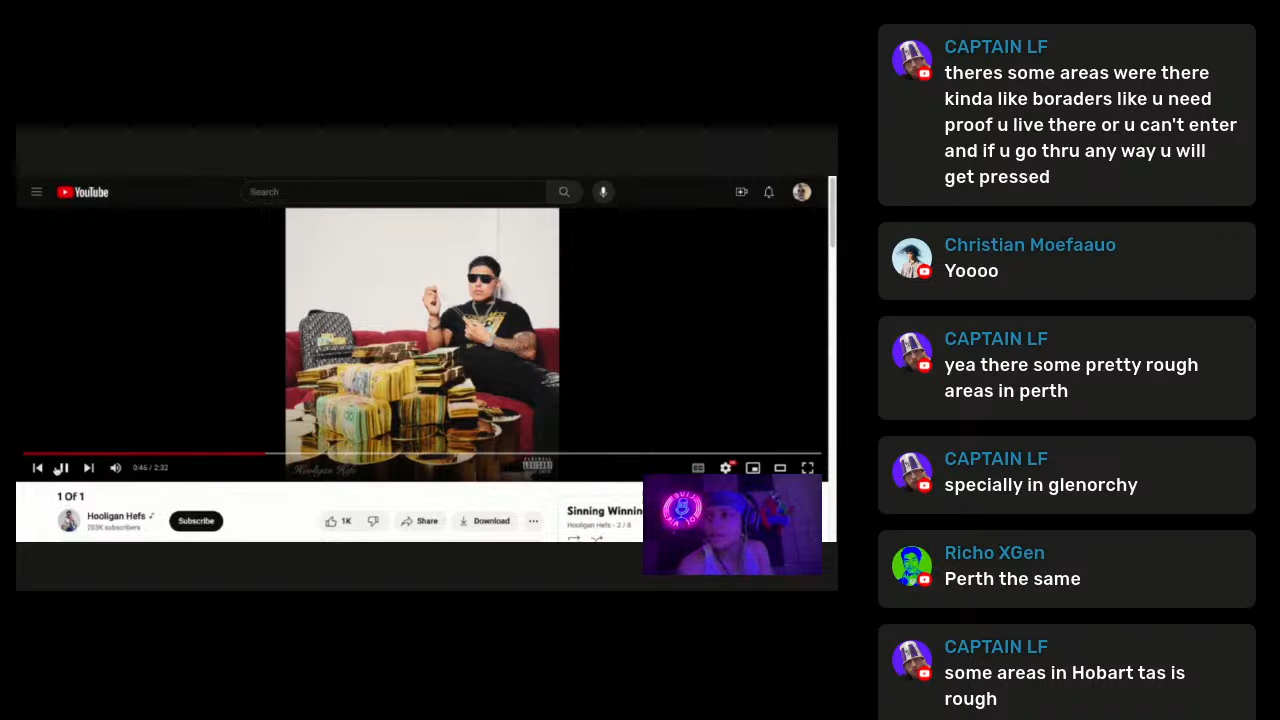 YouTube
Search
0:46 / 2:32
Hooligan Hefs
1 Of 1
Hooligan Hefs
203K subscribers
Subscribe
1K
Share
Download
Sinning Winnin
Hooligan Hefs - 2 / 8
CAPTAIN LF
theres some areas were there
kinda like boraders like u need
proof u live there or u can't enter
and if u go thru any way u will
get pressed
Christian Moefaauo
Yoooo
CAPTAIN LF
yea there some pretty rough
areas in perth
CAPTAIN LF
specially in glenorchy
Richo XGen
Perth the same
CAPTAIN LF
some areas in Hobart tas is
rough